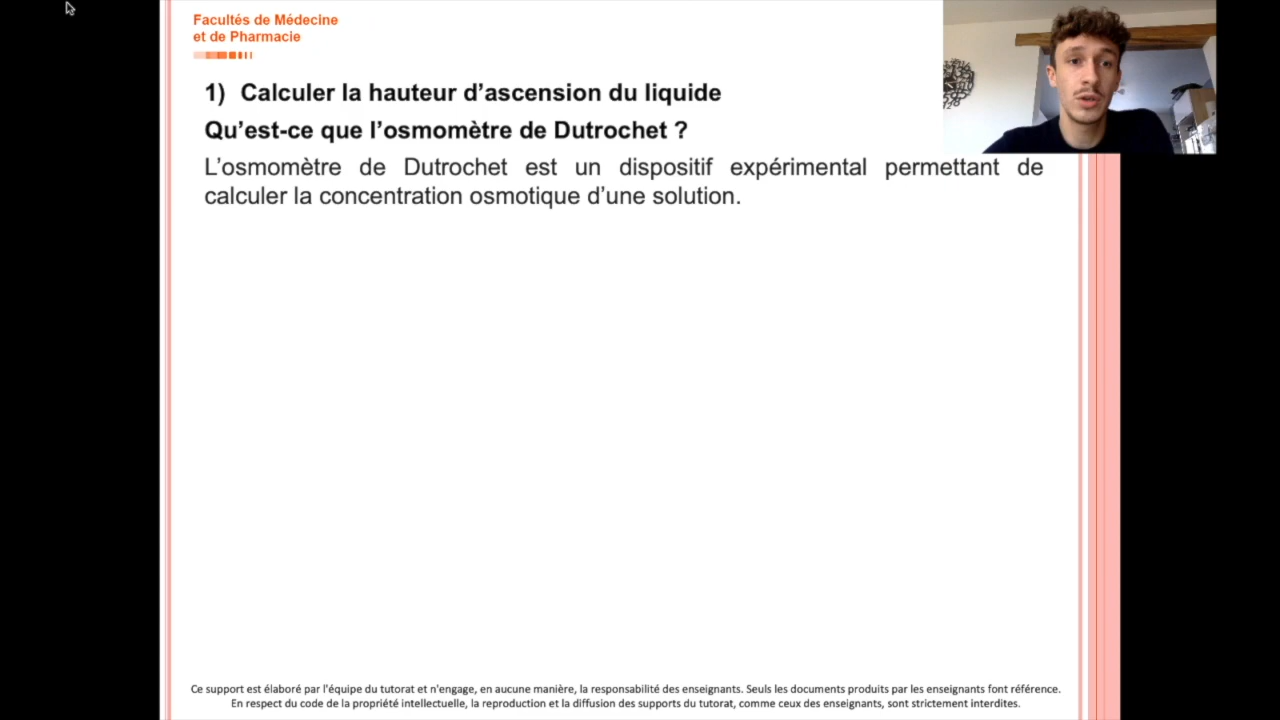 Facultés de Médecine
et de Pharmacie
1) Calculer la hauteur d’ascension du liquide
Qu’est-ce que l’osmomètre de Dutrochet ?
L’osmomètre de Dutrochet est un dispositif expérimental permettant de
calculer la concentration osmotique d’une solution.
Ce support est élaboré par l'équipe du tutorat et n'engage, en aucune manière, la responsabilité des enseignants. Seuls les documents produits par les enseignants font référence.
En respect du code de la propriété intellectuelle, la reproduction et la diffusion des supports du tutorat, comme ceux des enseignants, sont strictement interdites.